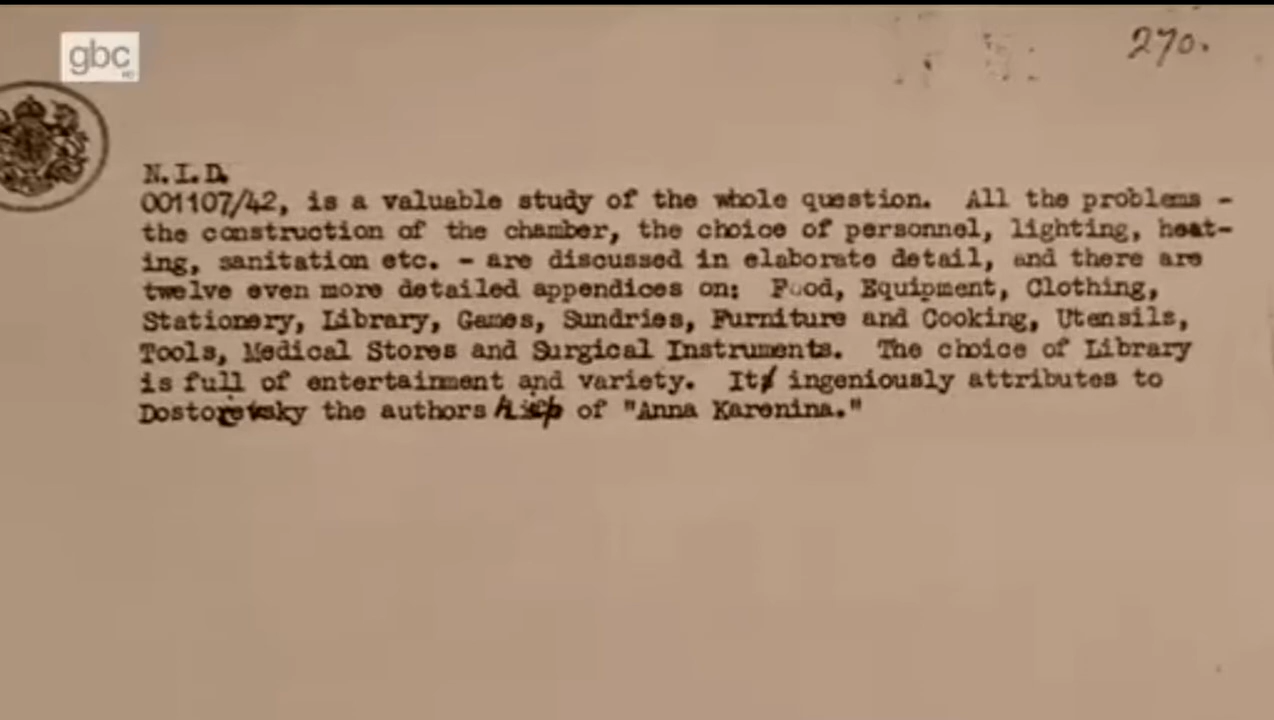 gbc
HD
270.
N.I.D.
001107/42, is a valuable study of the whole question. All the problems -
the construction of the chamber, the choice of personnel, lighting, heat-
ing, sanitation etc. - are discussed in elaborate detail, and there are
twelve even more detailed appendices on: Food, Equipment, Clothing,
Stationery, Library, Games, Sundries, Furniture and Cooking, Utensils,
Tools, Medical Stores and Surgical Instruments. The choice of Library
is full of entertainment and variety. It ingeniously attributes to
the authors hip of "Anna Karenina."